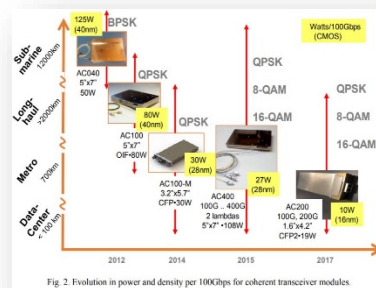 125W
(40nm)
BPSK
Watts/100Gbps
(CMOS)
Sub-
marine
12000km
AC040
5"x7"
50W
QPSK
QPSK
8-QAM
16-QAM
QPSK
8-QAM
16-QAM
Long-
haul
>2000km
80W
(40nm)
QPSK
AC100
5"x7"
OIF•80W
30W
(28nm)
27W
(28nm)
Metro
700km
AC100-M
3.2"x5.7"
CFP•30W
AC400
100G .. 400G
2 lambdas
5"x7" •108W
AC200
100G, 200G
1.6"x4.2"
CFP2•19W
10W
(16nm)
Data-
Center
< 100 km
2012
2014
2015
2017
Fig. 2. Evolution in power and density per 100Gbps for coherent transceiver modules.